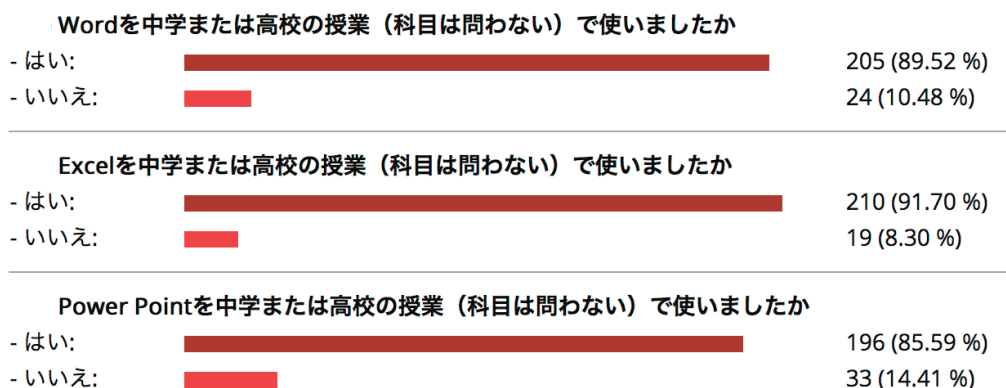 Wordを中学または高校の授業（科目は問わない）で使いましたか
- はい: 205 (89.52 %)
- いいえ: 24 (10.48 %)
Excelを中学または高校の授業（科目は問わない）で使いましたか
- はい: 210 (91.70 %)
- いいえ: 19 (8.30 %)
Power Pointを中学または高校の授業（科目は問わない）で使いましたか
- はい: 196 (85.59 %)
- いいえ: 33 (14.41 %)